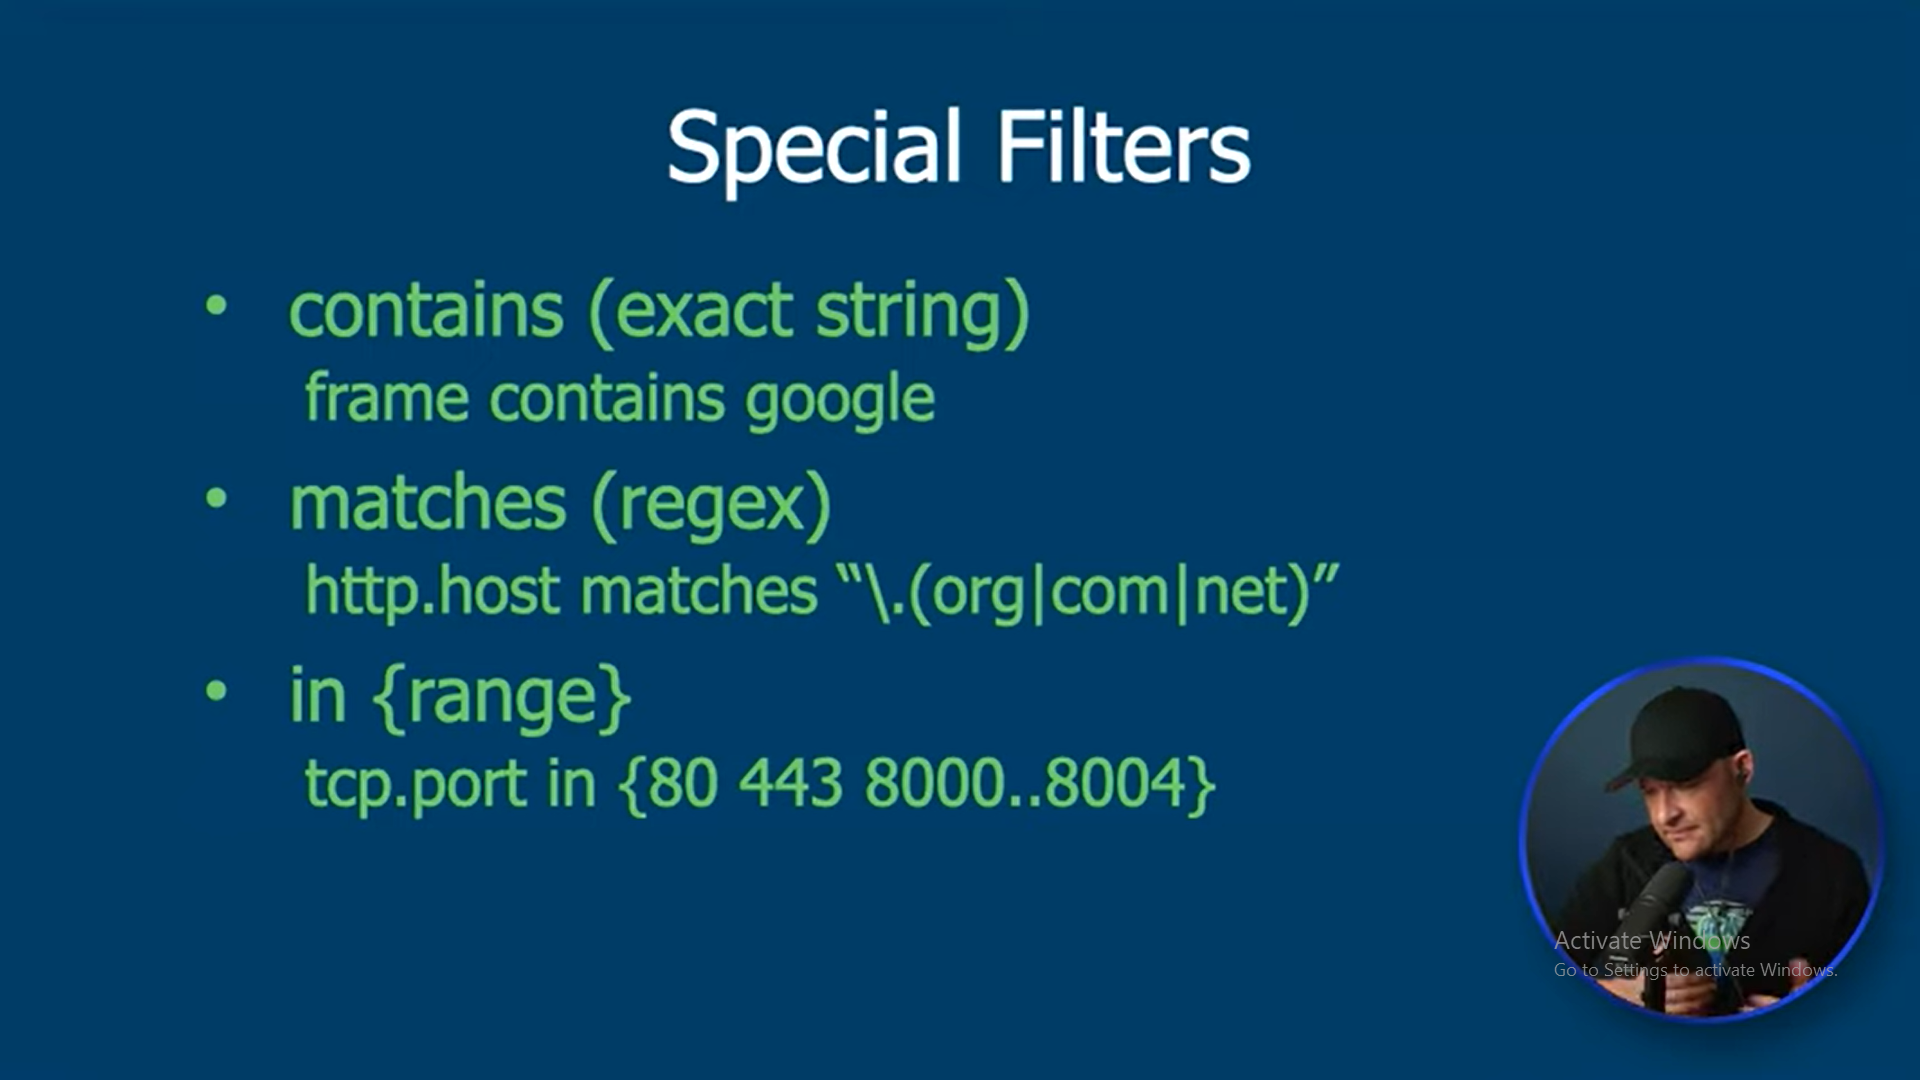 Special Filters
• contains (exact string)
frame contains google
• matches (regex)
http.host matches “\.(org|com|net)”
• in {range}
tcp.port in {80 443 8000..8004}
Activate Windows
Go to Settings to activate Windows.